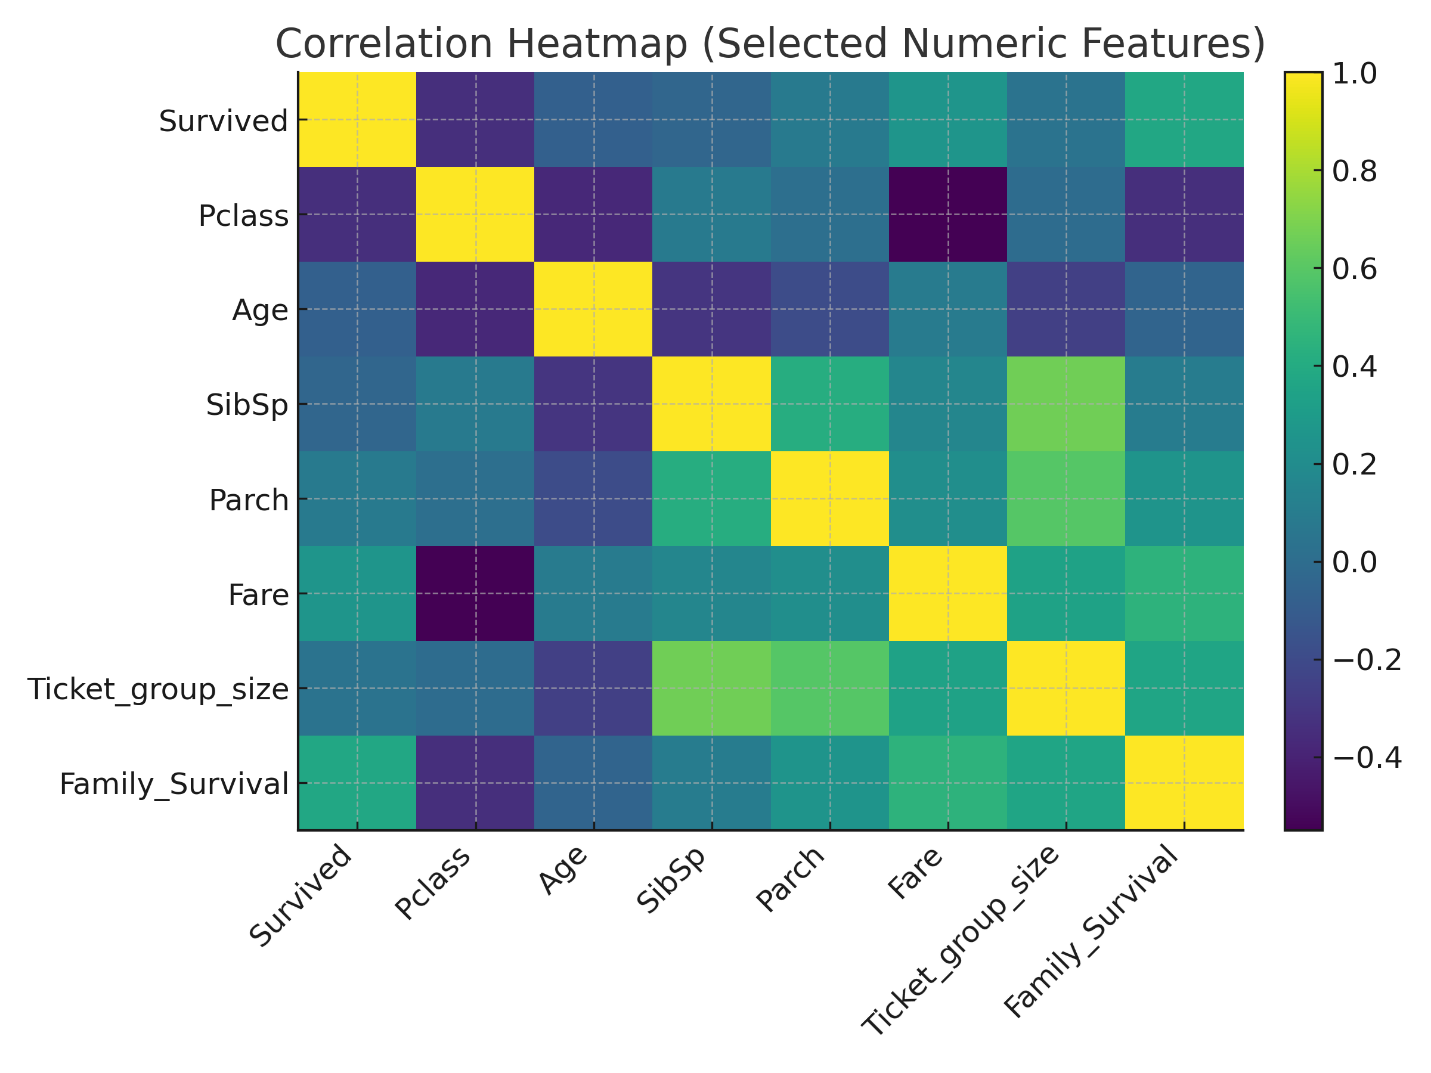 Correlation Heatmap (Selected Numeric Features)
Survived
Pclass
Age
SibSp
Parch
Fare
Ticket_group_size
Family_Survival
Survived
Pclass
Age
SibSp
Parch
Fare
Ticket_group_size
Family_Survival
1.0
0.8
0.6
0.4
0.2
0.0
−0.2
−0.4